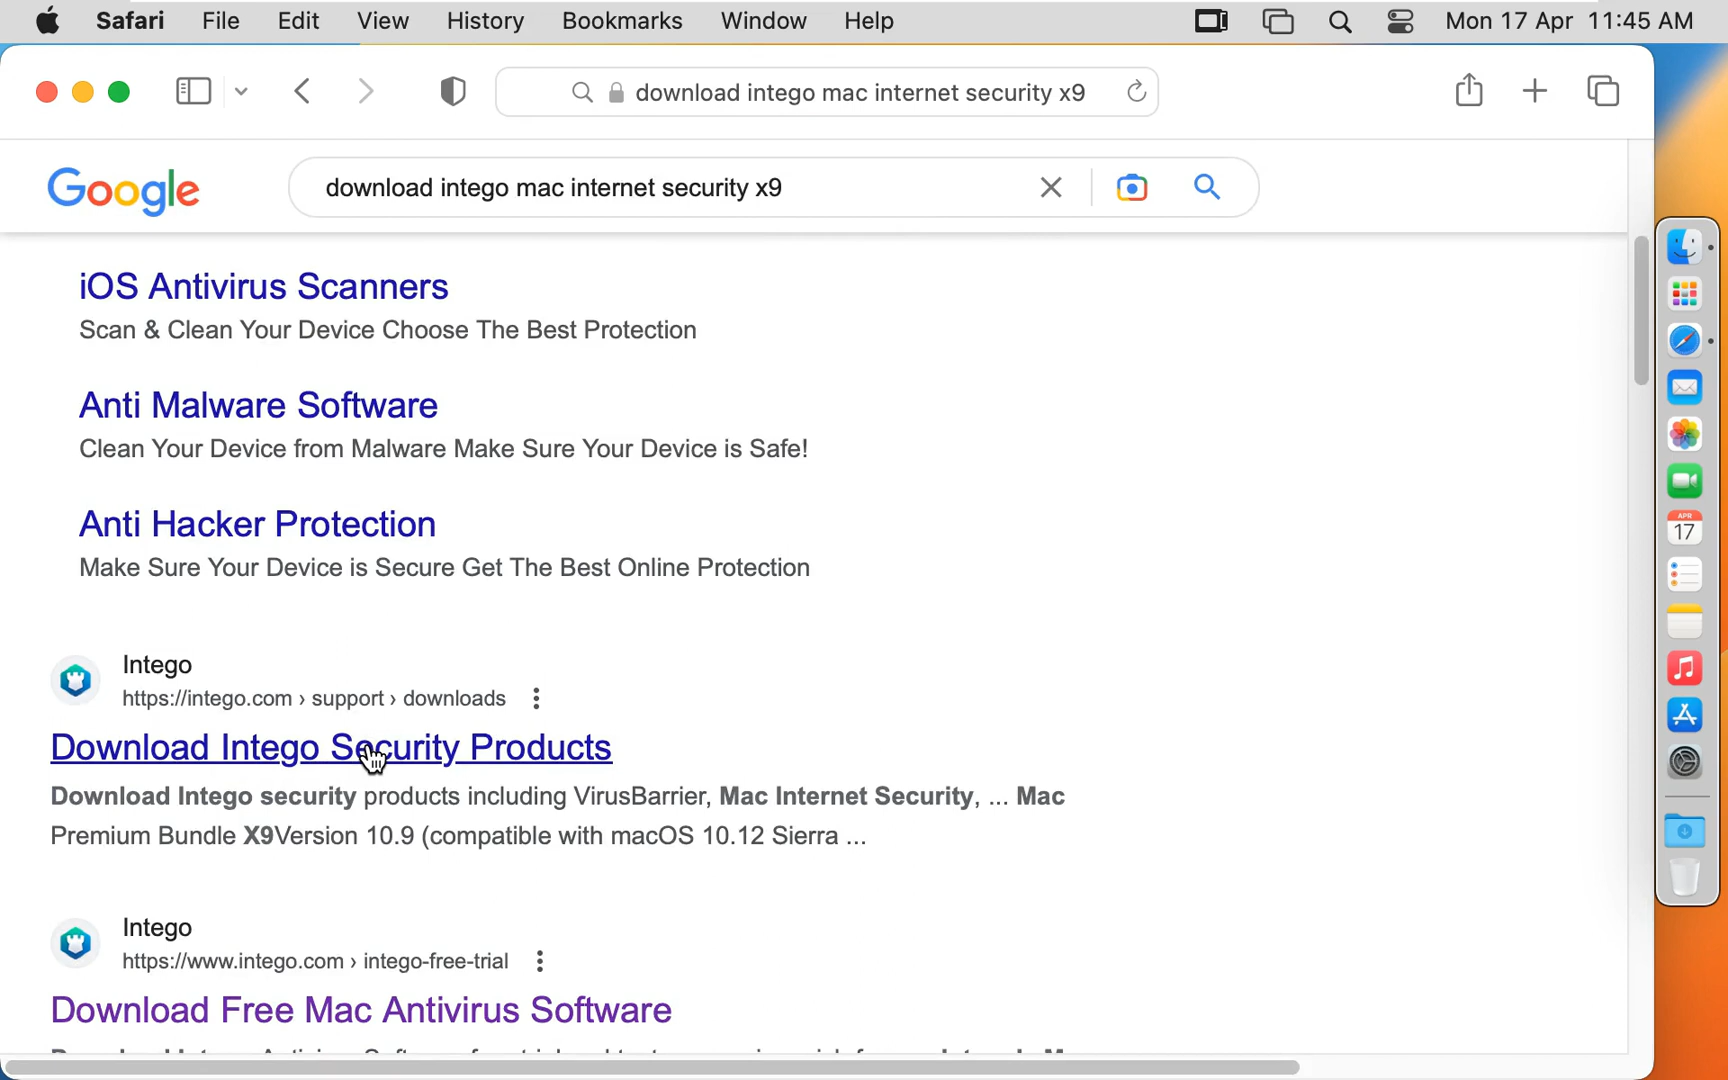 Safari File Edit View History Bookmarks Window Help Mon 17 Apr 11:45 AM
download intego mac internet security x9
Google download intego mac internet security x9
iOS Antivirus Scanners
Scan & Clean Your Device Choose The Best Protection
Anti Malware Software
Clean Your Device from Malware Make Sure Your Device is Safe!
Anti Hacker Protection
Make Sure Your Device is Secure Get The Best Online Protection
APR
17
Intego
https://intego.com › support › downloads
Download Intego Security Products
Download Intego security products including VirusBarrier, Mac Internet Security, ... Mac
Premium Bundle X9Version 10.9 (compatible with macOS 10.12 Sierra ...
Intego
https://www.intego.com › intego-free-trial
Download Free Mac Antivirus Software